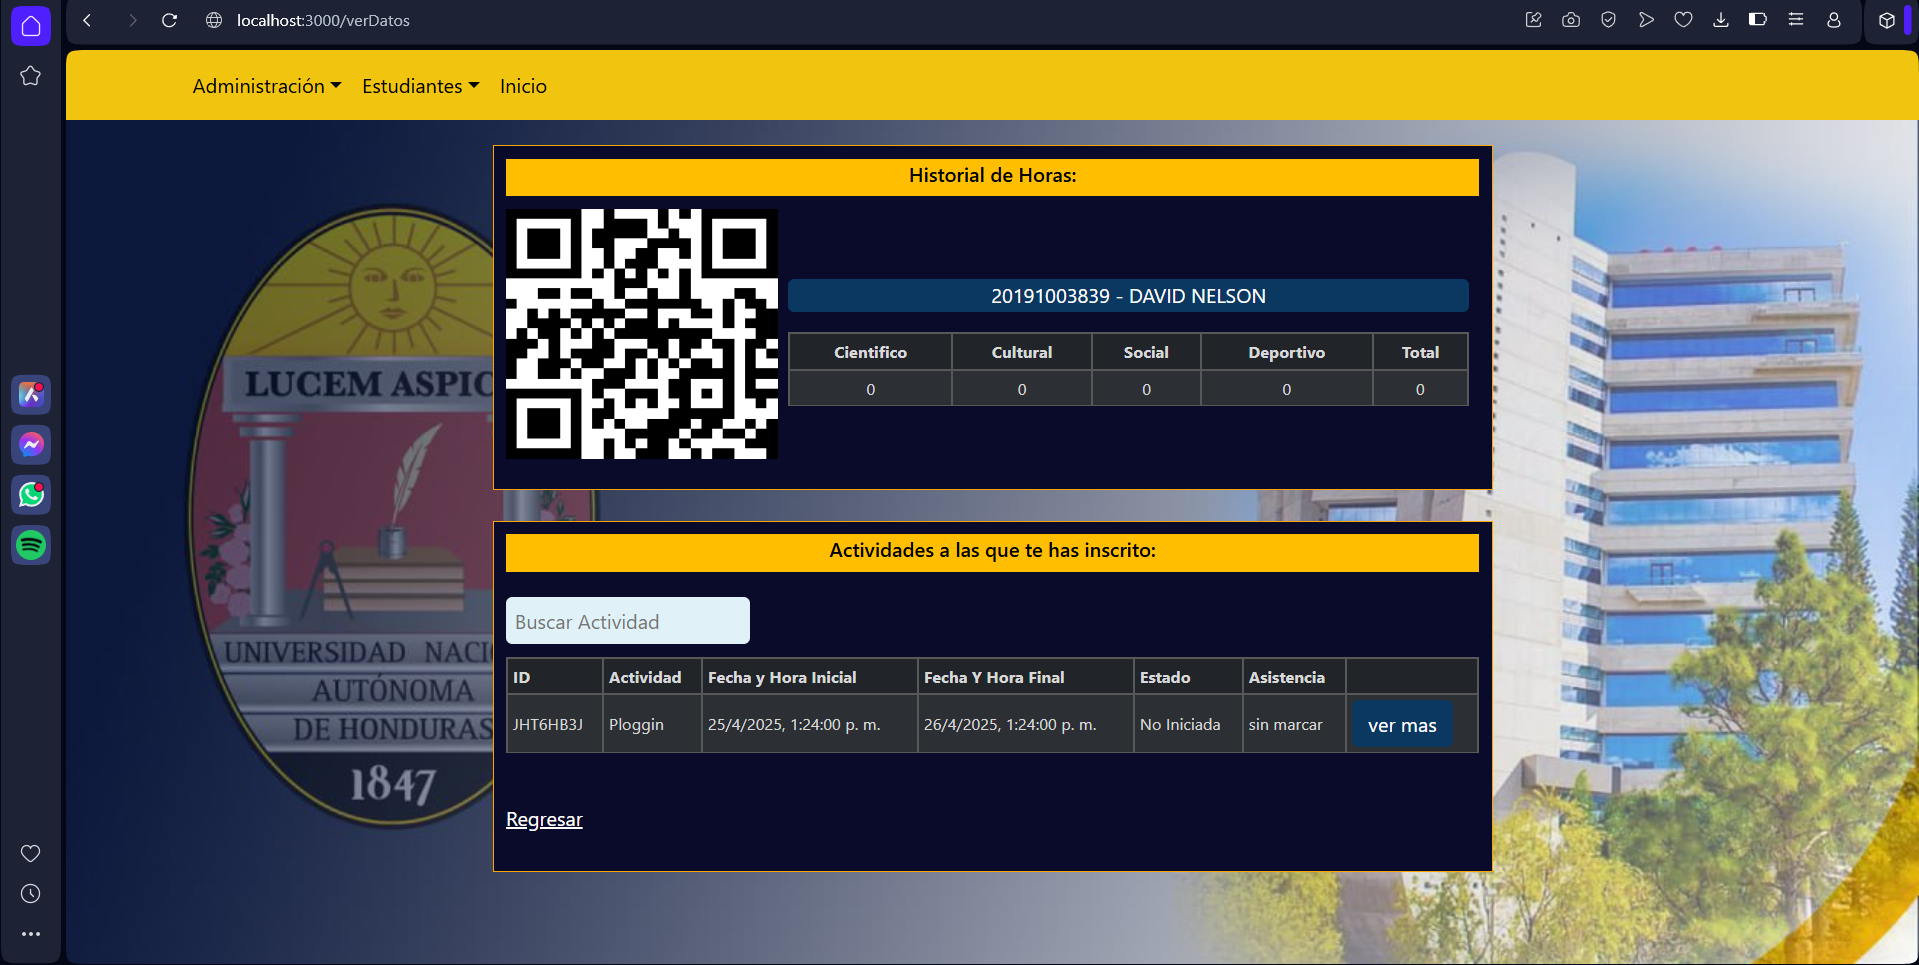 localhost:3000/verDatos
Administración Estudiantes Inicio
Historial de Horas:
20191003839 - DAVID NELSON
Cientifico Cultural Social Deportivo Total
0 0 0 0 0
LUCEM ASPIC
UNIVERSIDAD NACI
AUTÓNOMA
DE HONDURAS
1847
Actividades a las que te has inscrito:
Buscar Actividad
ID Actividad Fecha y Hora Inicial Fecha Y Hora Final Estado Asistencia
JHT6HB3J Ploggin 25/4/2025, 1:24:00 p. m. 26/4/2025, 1:24:00 p. m. No Iniciada sin marcar ver mas
Regresar